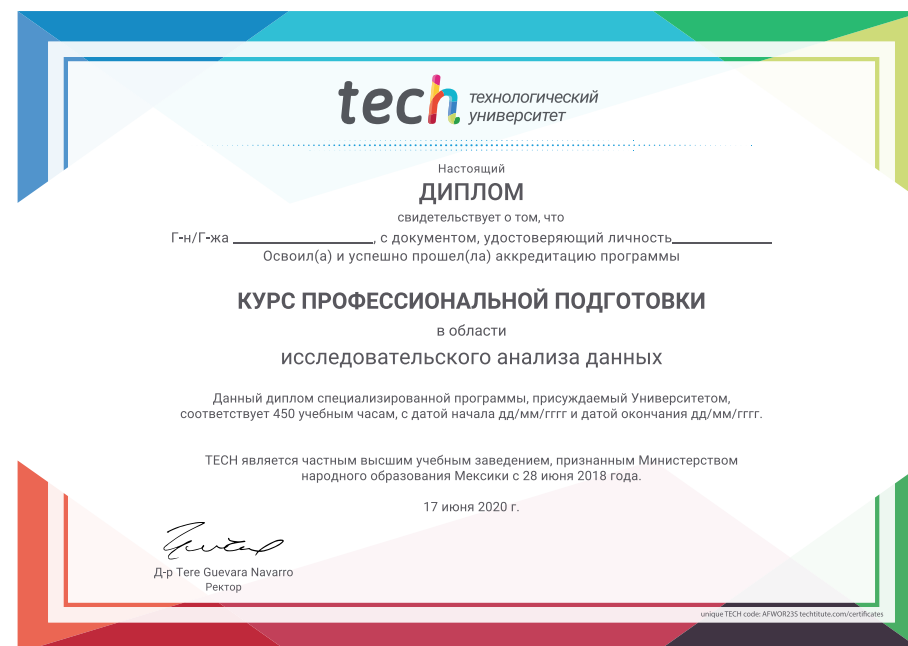 tech технологический
университет
Настоящий
ДИПЛОМ
свидетельствует о том, что
Г-н/Г-жа ____________________, с документом, удостоверяющий личность______________
Освоил(а) и успешно прошел(ла) аккредитацию программы
КУРС ПРОФЕССИОНАЛЬНОЙ ПОДГОТОВКИ
в области
исследовательского анализа данных
Данный диплом специализированной программы, присуждаемый Университетом,
соответствует 450 учебным часам, с датой начала дд/мм/гггг и датой окончания дд/мм/гггг.
TECH является частным высшим учебным заведением, признанным Министерством
народного образования Мексики с 28 июня 2018 года.
17 июня 2020 г.
Д-р Tere Guevara Navarro
Ректор
unique TECH code: AFWOR23S techtitute.com/certificates